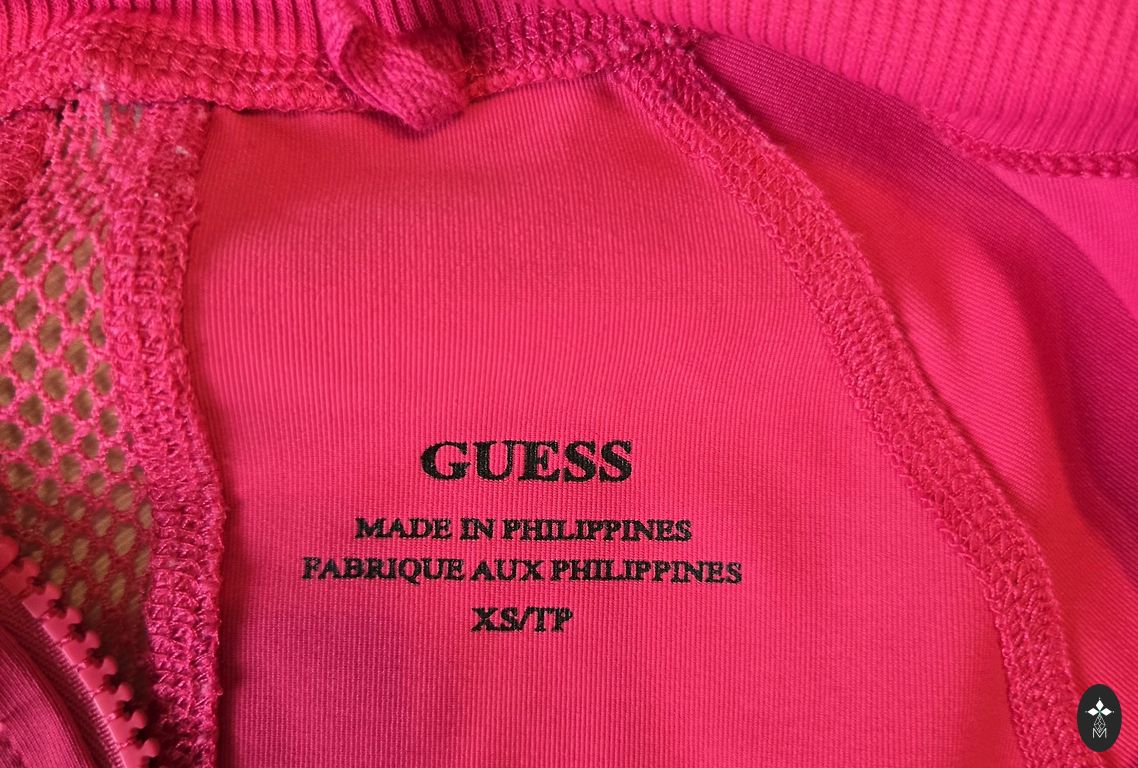 GUESS
MADE IN PHILIPPINES
FABRIQUE AUX PHILIPPINES
XS/TP
M